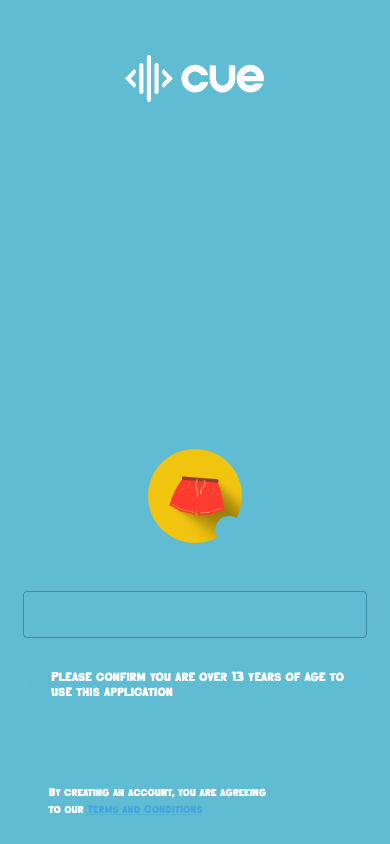 cue
Please confirm you are over 13 years of age to
use this application
By creating an account, you are agreeing
to our Terms and Conditions